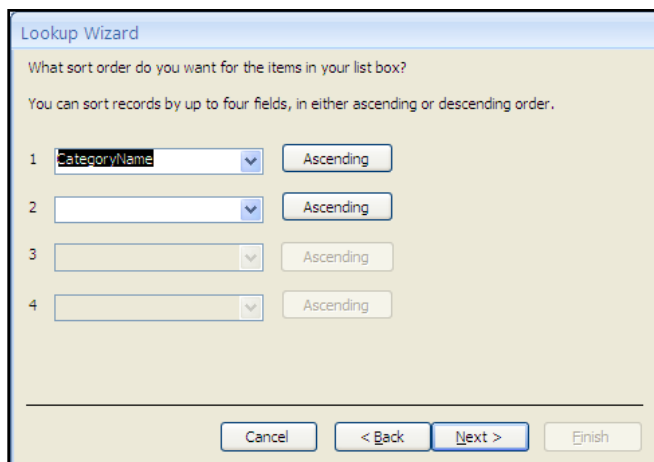 Lookup Wizard
What sort order do you want for the items in your list box?
You can sort records by up to four fields, in either ascending or descending order.
1 CategoryName Ascending
2 Ascending
3 Ascending
4 Ascending
Cancel < Back Next > Finish